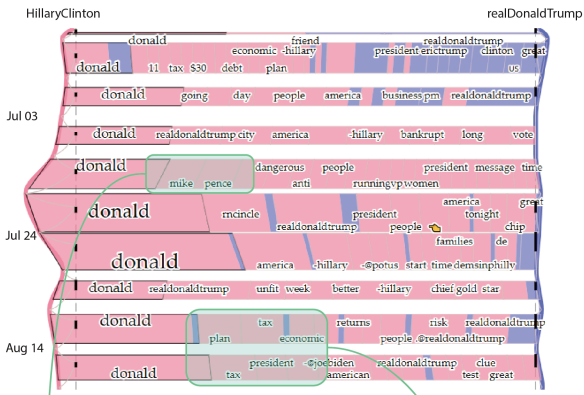 HillaryClinton realDonaldTrump
donald friend realdonaldtrump
economic -hillary president erictrump clinton great
donald 11 tax $30 debt plan us
donald going day people america business pm realdonaldtrump
Jul 03
donald realdonaldtrump city america -hillary bankrupt long vote
donald dangerous people president message time
mike pence anti runningvp women
america great
donald rncincle president tonight
realdonaldtrump people chip
Jul 24
families de
donald america -hillary -@potus start time demsinphilly
donald realdonaldtrump unfit week better -hillary chief gold star
donald tax returns risk realdonaldtrump
plan economic people .@realdonaldtrump
Aug 14
president -@joebiden realdonaldtrump clue
donald tax american test great